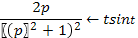 2p / 〖((p)〗² + 1)² ← tsint